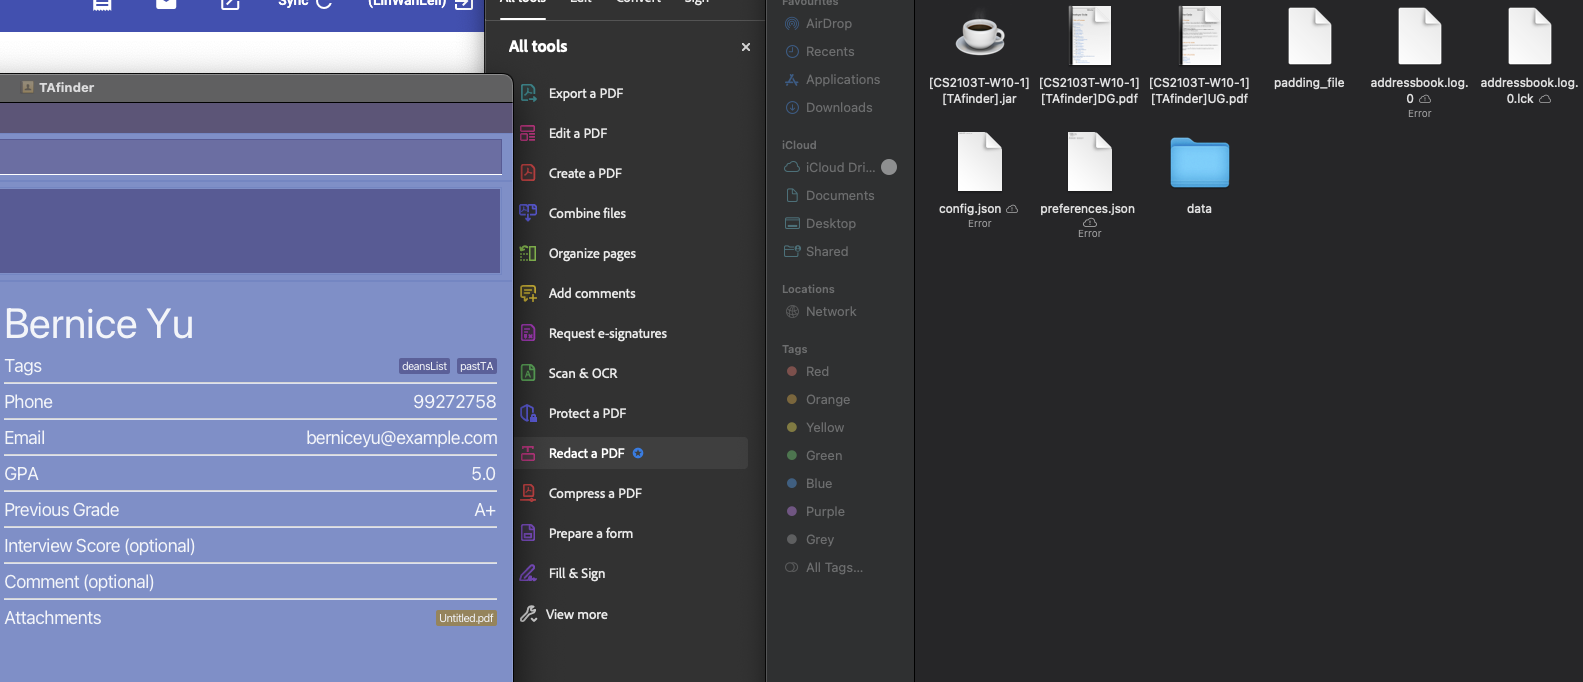 Sync
(LinWanLeii)
TAfinder
Bernice Yu
Tags
deansList pastTA
Phone 99272758
Email berniceyu@example.com
GPA 5.0
Previous Grade A+
Interview Score (optional)
Comment (optional)
Attachments Untitled.pdf
All tools Edit Convert Sign
All tools
Export a PDF
Edit a PDF
Create a PDF
Combine files
Organize pages
Add comments
Request e-signatures
Scan & OCR
Protect a PDF
Redact a PDF
Compress a PDF
Prepare a form
Fill & Sign
View more
Favourites
AirDrop
Recents
Applications
Downloads
iCloud
iCloud Dri...
Documents
Desktop
Shared
Locations
Network
Tags
Red
Orange
Yellow
Green
Blue
Purple
Grey
All Tags...
[CS2103T-W10-1]
[TAfinder].jar
[CS2103T-W10-1]
[TAfinder]DG.pdf
[CS2103T-W10-1]
[TAfinder]UG.pdf
padding_file
addressbook.log.
0
Error
addressbook.log.
0.lck
config.json
Error
preferences.json
Error
data